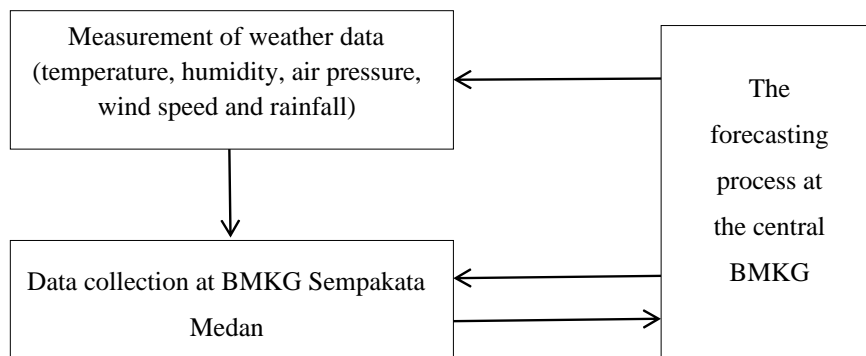 Measurement of weather data
(temperature, humidity, air pressure,
wind speed and rainfall)
The
forecasting
process at
the central
BMKG
Data collection at BMKG Sempakata
Medan